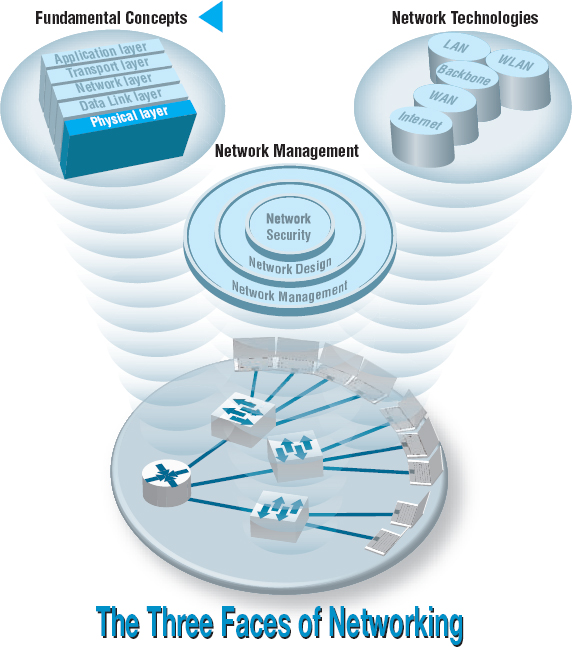 Fundamental Concepts
Network Technologies
Application layer
Transport layer
Network layer
Data Link layer
Physical layer
LAN
WLAN
Backbone
WAN
Internet
Network Management
Network
Security
Network Design
Network Management
The Three Faces of Networking